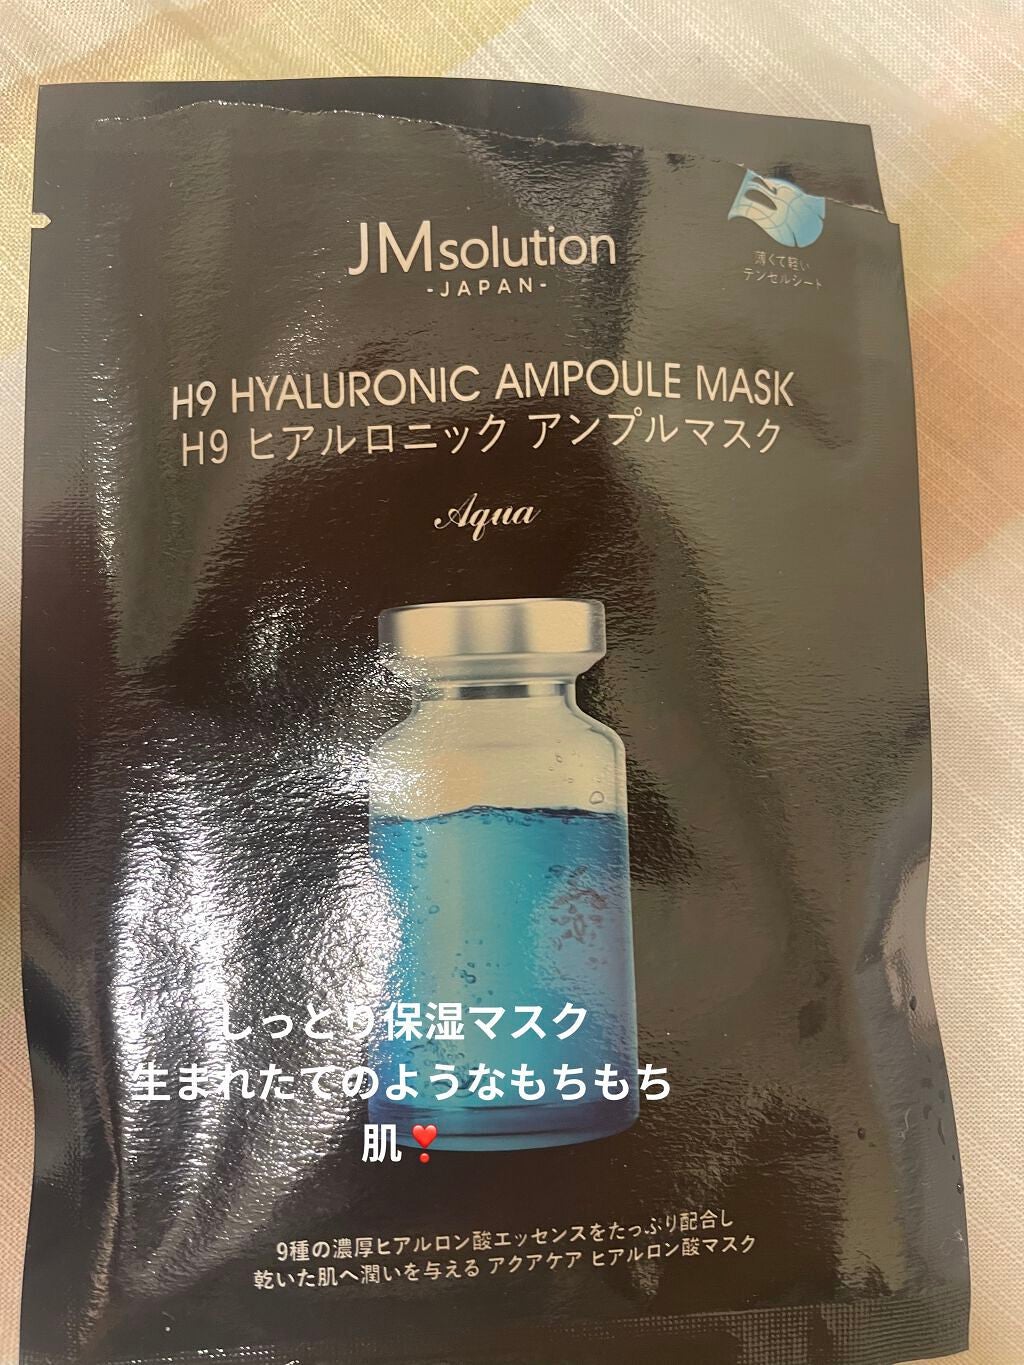 JMsolution
-JAPAN-
薄くて軽い
テンセルシート
H9 HYALURONIC AMPOULE MASK
H9 ヒアルロニック アンプルマスク
Aqua
しっとり保湿マスク
生まれたてのようなもちもち
肌❣️
9種の濃厚ヒアルロン酸エッセンスをたっぷり配合し
乾いた肌へ潤いを与える アクアケア ヒアルロン酸マスク